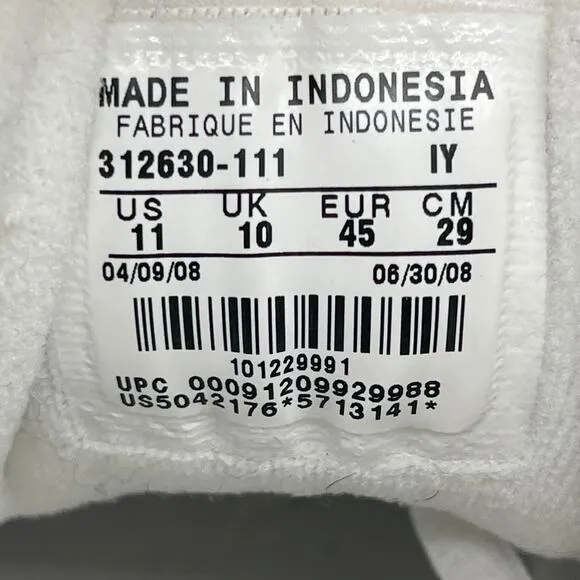 MADE IN INDONESIA
FABRIQUE EN INDONESIE
312630-111 IY
US UK EUR CM
11 10 45 29
04/09/08 06/30/08
101229991
UPC 00091209929988
US5042176*5713141*